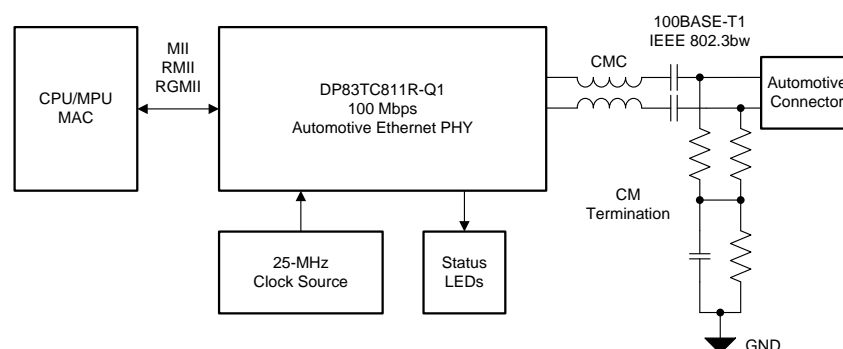 100BASE-T1
IEEE 802.3bw
MII
RMII
RGMII
CMC
CPU/MPU
MAC
DP83TC811R-Q1
100 Mbps
Automotive Ethernet PHY
Automotive
Connector
CM
Termination
25-MHz
Clock Source
Status
LEDs
GND